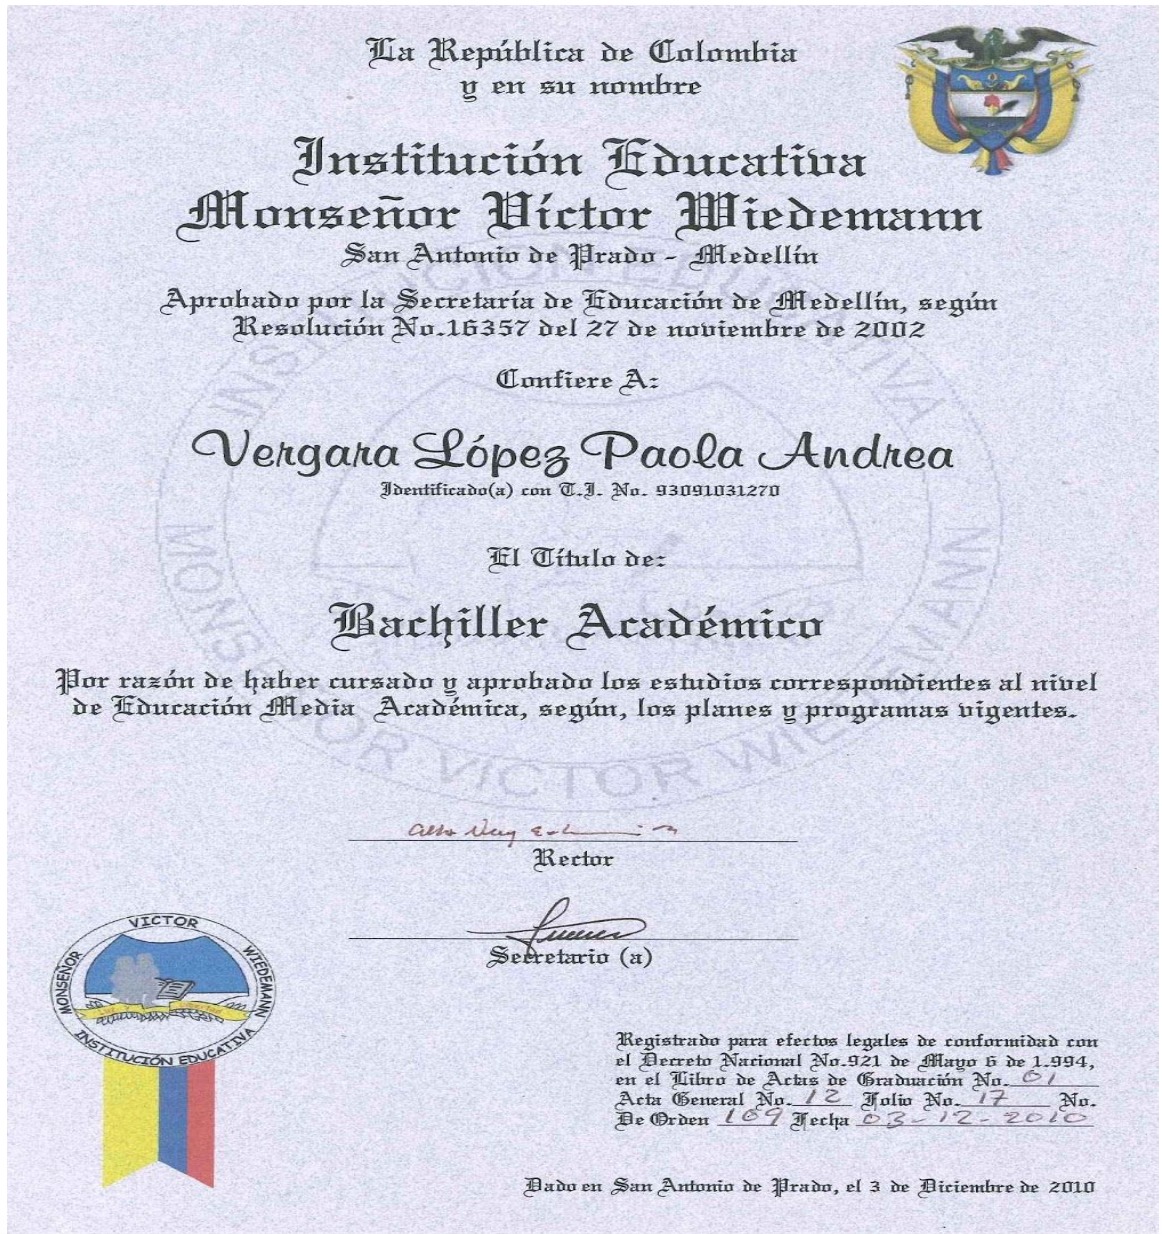 La República de Colombia
y en su nombre
Institución Educativa
Monseñor Víctor Wiedemann
San Antonio de Prado - Medellín
Aprobado por la Secretaría de Educación de Medellín, según
Resolución No.16357 del 27 de noviembre de 2002
Confiere A:
Vergara López Paola Andrea
Identificado(a) con T.I. No. 93091031270
El Título de:
Bachiller Académico
Por razón de haber cursado y aprobado los estudios correspondientes al nivel
de Educación Media Académica, según, los planes y programas vigentes.
INSTITUCION EDUCATIVA
MONSEÑOR VICTOR WIEDEMANN
Rector
Secretario (a)
MONSEÑOR VICTOR WIEDEMANN
INSTITUCIÓN EDUCATIVA
Registrado para efectos legales de conformidad con
el Decreto Nacional No.921 de Mayo 6 de 1.994,
en el Libro de Actas de Graduación No. 01
Acta General No. 12 Folio No. 17 No.
De Orden 169 Fecha 03-12-2010
Dado en San Antonio de Prado, el 3 de Diciembre de 2010